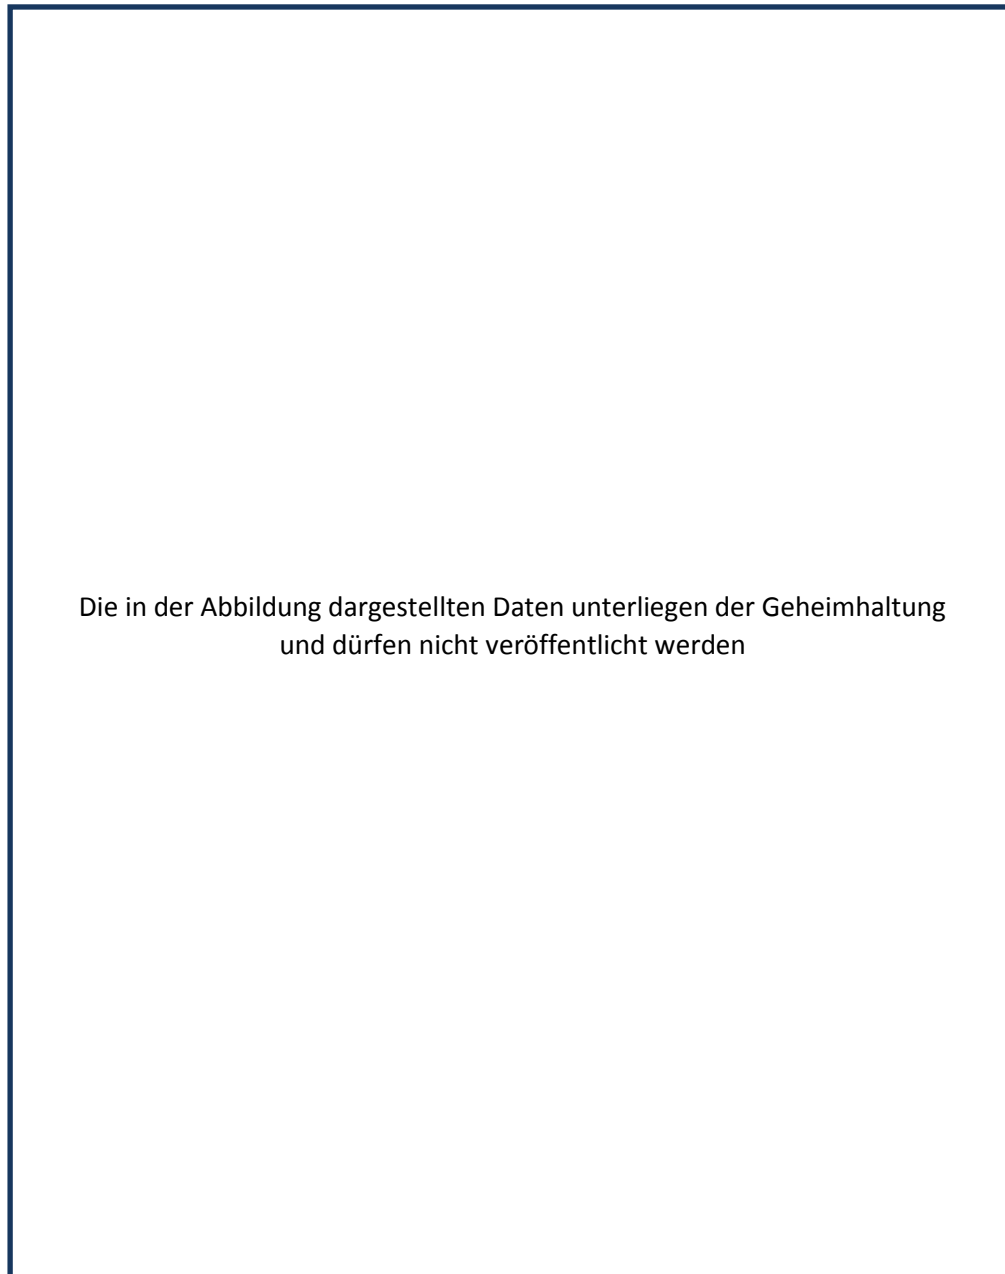 Die in der Abbildung dargestellten Daten unterliegen der Geheimhaltung
und dürfen nicht veröffentlicht werden